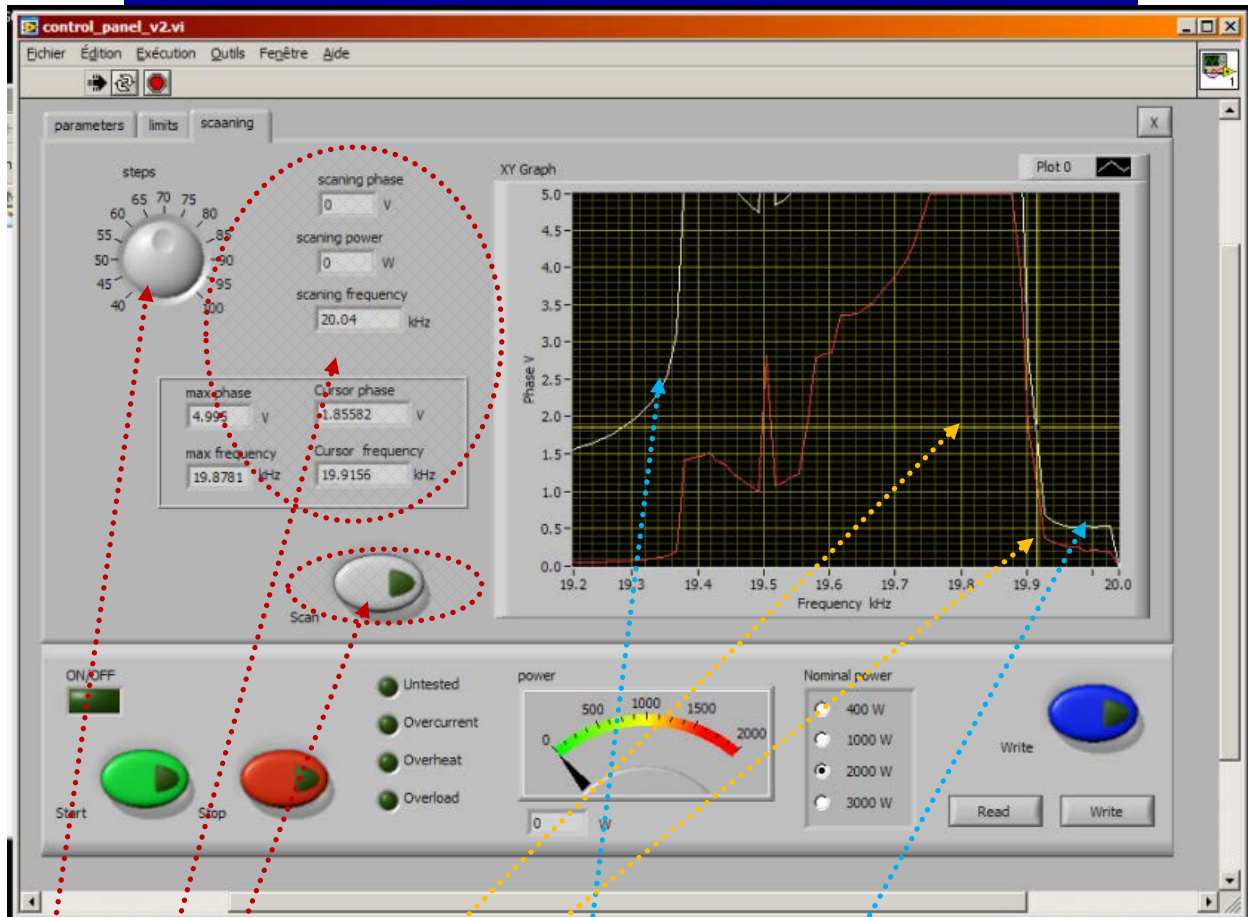 control_panel_v2.vi
Fichier Édition Exécution Outils Fenêtre Aide
1
parameters limits scaaning
X
steps
40 45 50 55 60 65 70 75 80 85 90 95 100
scaning phase
0 V
scaning power
0 W
scaning frequency
20.04 kHz
max phase Cursor phase
4.995 V 1.85582 V
max frequency Cursor frequency
19.8781 kHz 19.9156 kHz
Scan
XY Graph
Plot 0
5.0
4.5
4.0
3.5
3.0
2.5
2.0
1.5
1.0
0.5
0.0
Phase V
19.2 19.3 19.4 19.5 19.6 19.7 19.8 19.9 20.0
Frequency kHz
ON/OFF
Start
Stop
Untested
Overcurrent
Overheat
Overload
power
0 500 1000 1500 2000
0 W
Nominal power
400 W
1000 W
2000 W
3000 W
Write
Read Write